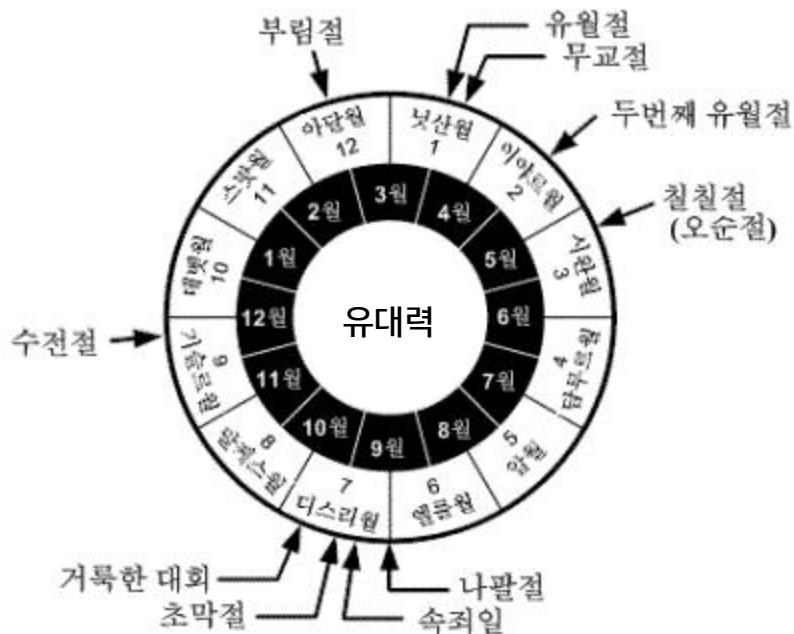 부림절
유월절
무교절
두번째 유월절
칠칠절
(오순절)
수전절
거룩한 대회
초막절
속죄일
나팔절
닛산월
1
이야르월
2
시완월
3
4
담무르월
5
압월
6
엘룰월
7
디스리월
8
말케스월
9
기슬르월
데벳월
10
스밧월
11
아달월
12
3월
4월
5월
6월
7월
8월
9월
10월
11월
12월
1월
2월
유대력